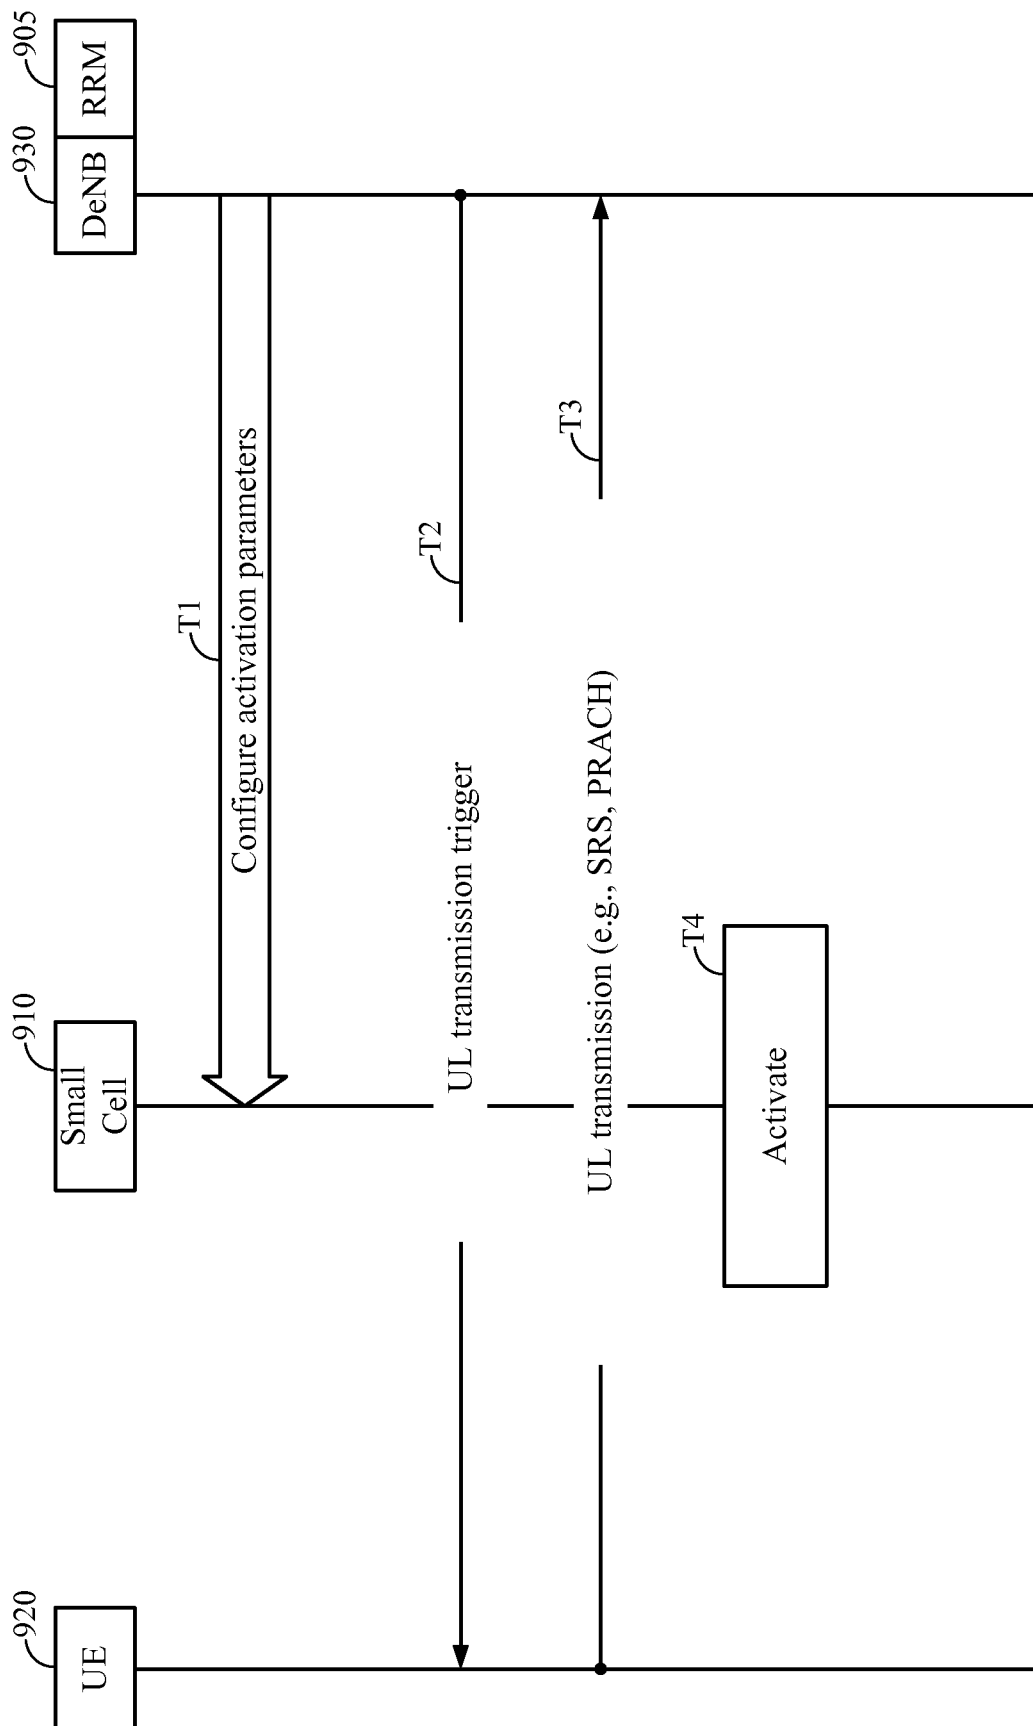 920
910
930
905
UE
Small
Cell
DeNB
RRM
T1
Configure activation parameters
T2
UL transmission trigger
T3
UL transmission (e.g., SRS, PRACH)
T4
Activate